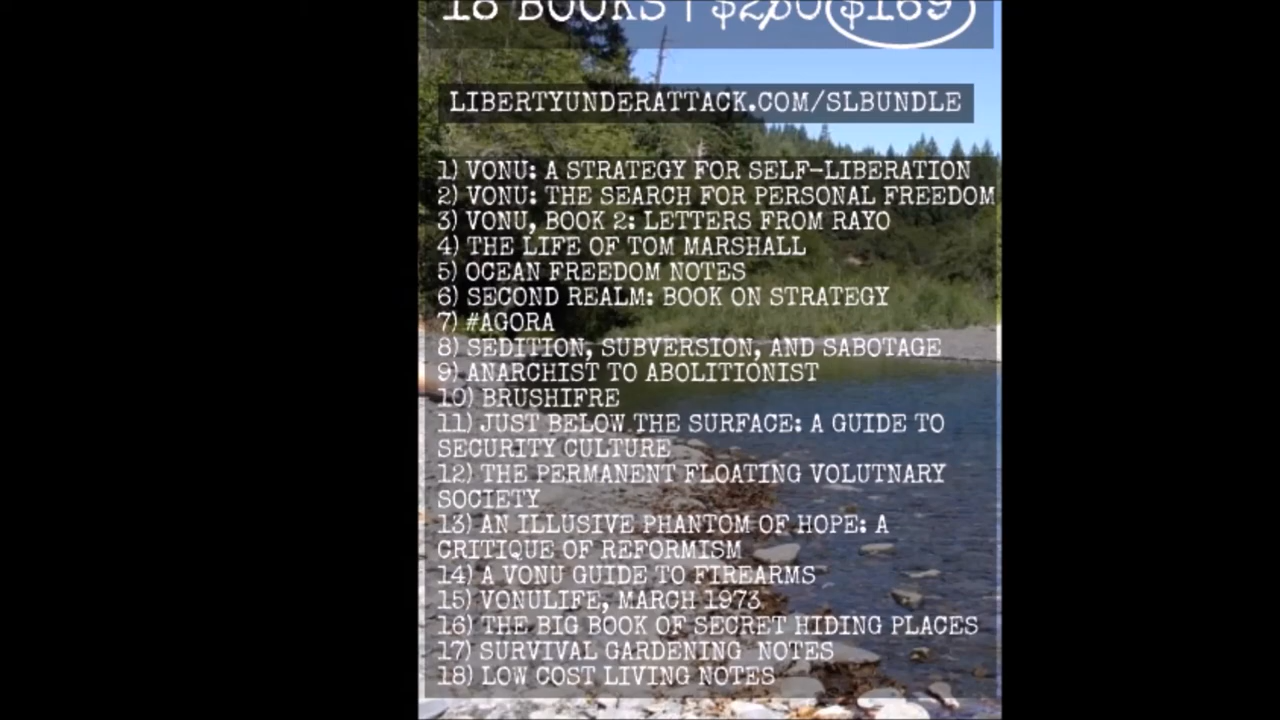 18 BOOKS | $250 $169
LIBERTYUNDERATTACK.COM/SLBUNDLE
1) VONU: A STRATEGY FOR SELF-LIBERATION
2) VONU: THE SEARCH FOR PERSONAL FREEDOM
3) VONU, BOOK 2: LETTERS FROM RAYO
4) THE LIFE OF TOM MARSHALL
5) OCEAN FREEDOM NOTES
6) SECOND REALM: BOOK ON STRATEGY
7) #AGORA
8) SEDITION, SUBVERSION, AND SABOTAGE
9) ANARCHIST TO ABOLITIONIST
10) BRUSHIFRE
11) JUST BELOW THE SURFACE: A GUIDE TO
SECURITY CULTURE
12) THE PERMANENT FLOATING VOLUTNARY
SOCIETY
13) AN ILLUSIVE PHANTOM OF HOPE: A
CRITIQUE OF REFORMISM
14) A VONU GUIDE TO FIREARMS
15) VONULIFE, MARCH 1973
16) THE BIG BOOK OF SECRET HIDING PLACES
17) SURVIVAL GARDENING NOTES
18) LOW COST LIVING NOTES